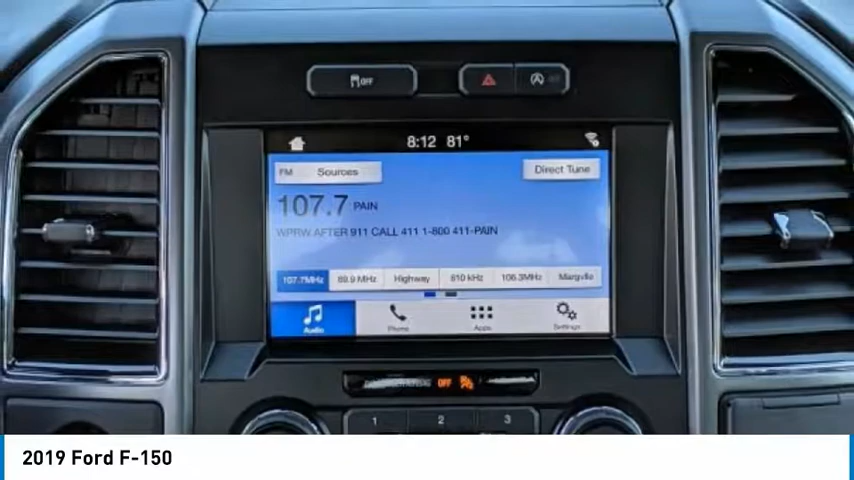 OFF
8:12 81°
FM Sources Direct Tune
107.7 PAIN
WPRW AFTER 911 CALL 411 1-800 411-PAIN
107.7MHz 89.9 MHz Highway 610 kHz 106.3MHz Margville
Audio Phone Apps Settings
OFF
1 2 3
2019 Ford F-150